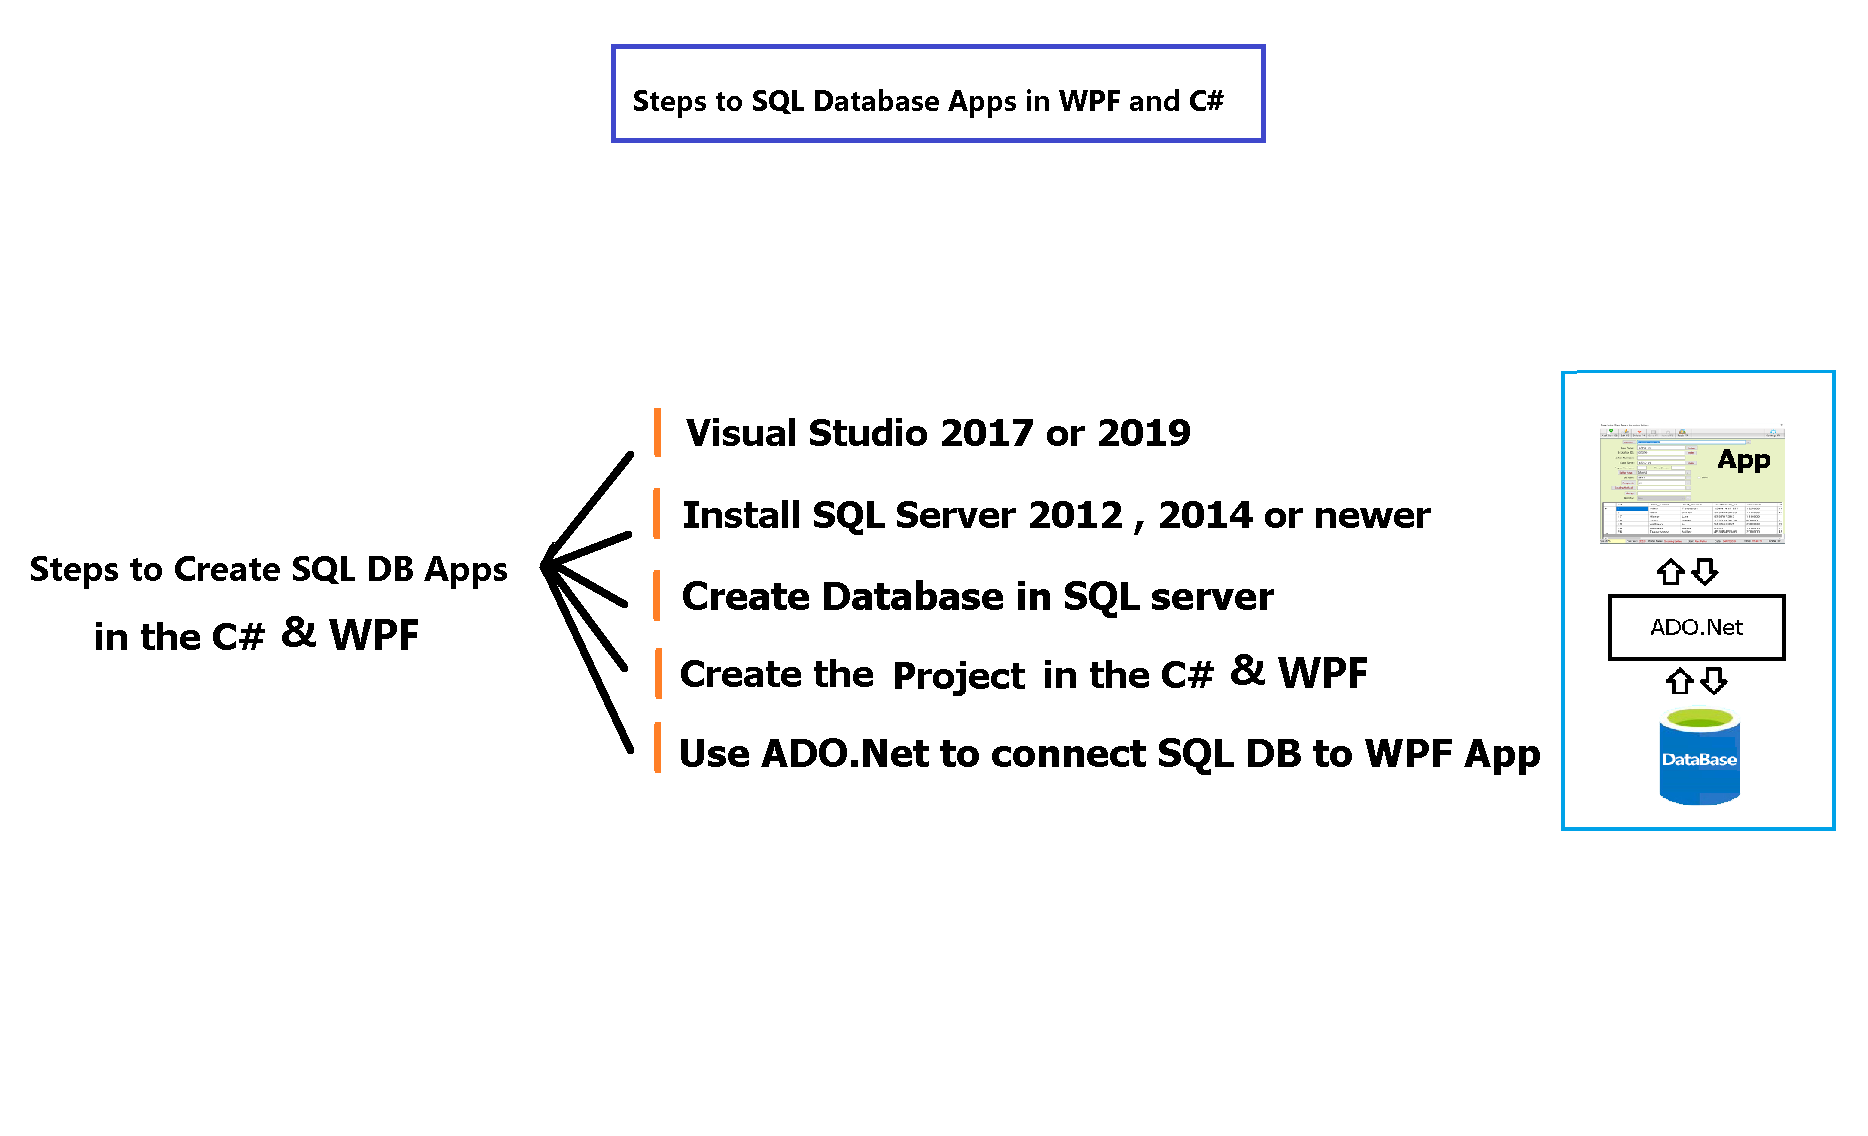 Steps to SQL Database Apps in WPF and C#
Visual Studio 2017 or 2019
Install SQL Server 2012 , 2014 or newer
Steps to Create SQL DB Apps
in the C# & WPF
Create Database in SQL server
Create the Project in the C# & WPF
Use ADO.Net to connect SQL DB to WPF App
App
ADO.Net
DataBase